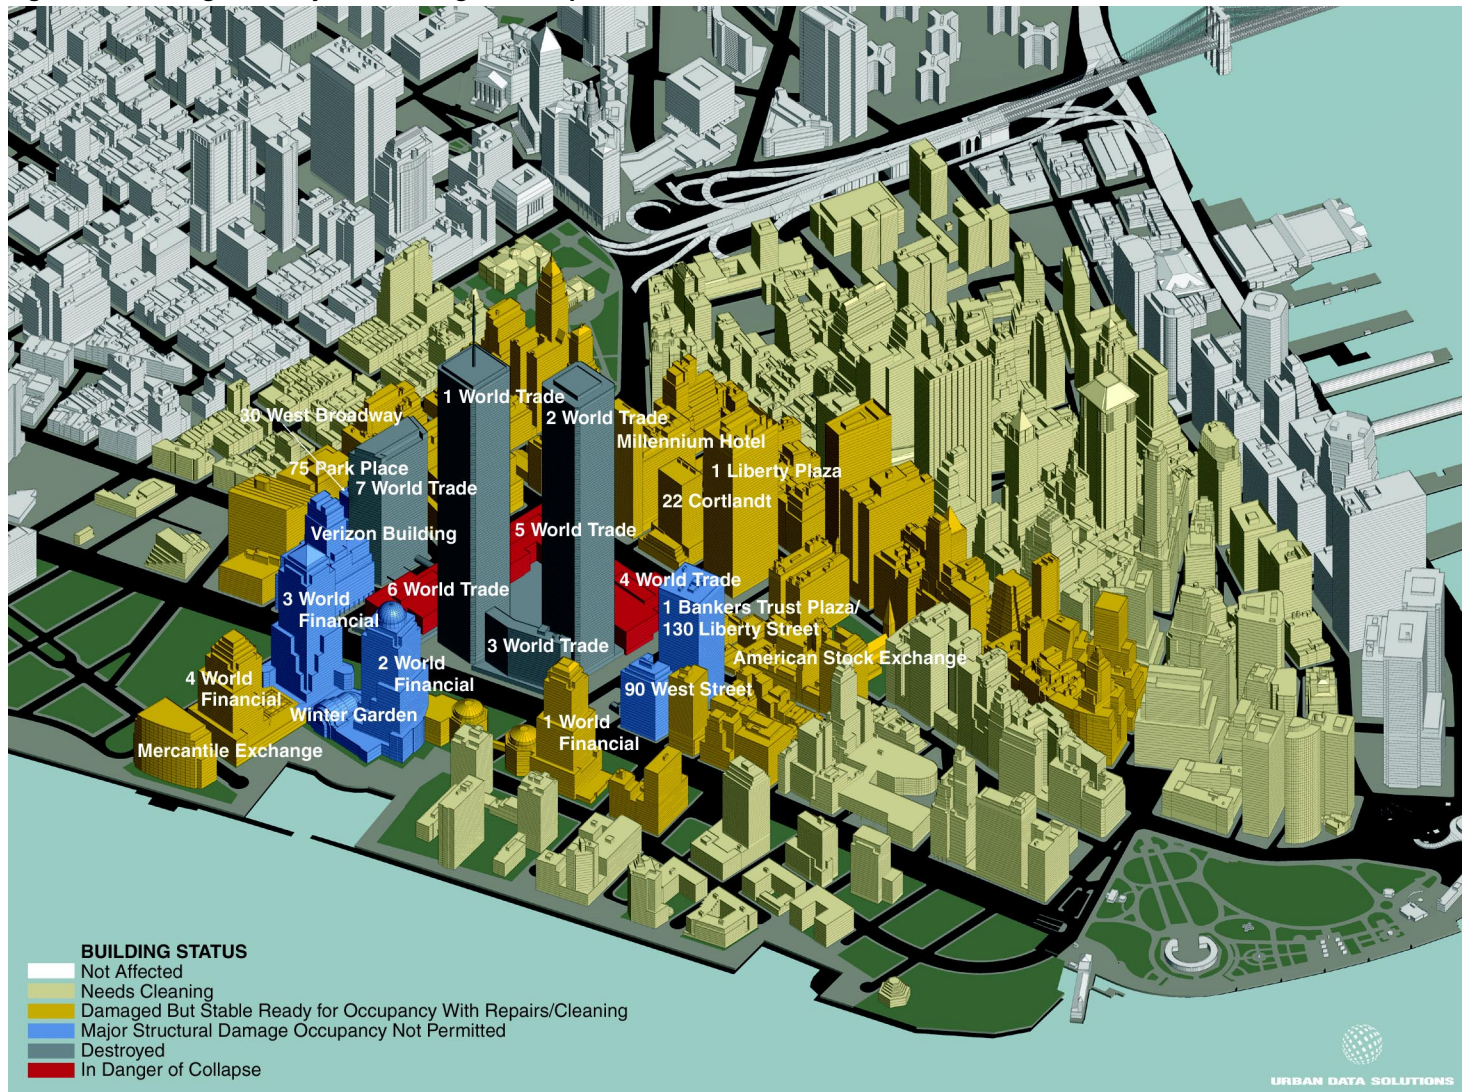 1 World Trade
30 West Broadway
2 World Trade
Millennium Hotel
75 Park Place
1 Liberty Plaza
7 World Trade
22 Cortlandt
5 World Trade
Verizon Building
4 World Trade
6 World Trade
3 World
Financial
1 Bankers Trust Plaza/
130 Liberty Street
3 World Trade
American Stock Exchange
2 World
Financial
4 World
Financial
90 West Street
Winter Garden
1 World
Financial
Mercantile Exchange
BUILDING STATUS
Not Affected
Needs Cleaning
Damaged But Stable Ready for Occupancy With Repairs/Cleaning
Major Structural Damage Occupancy Not Permitted
Destroyed
In Danger of Collapse
URBAN DATA SOLUTIONS